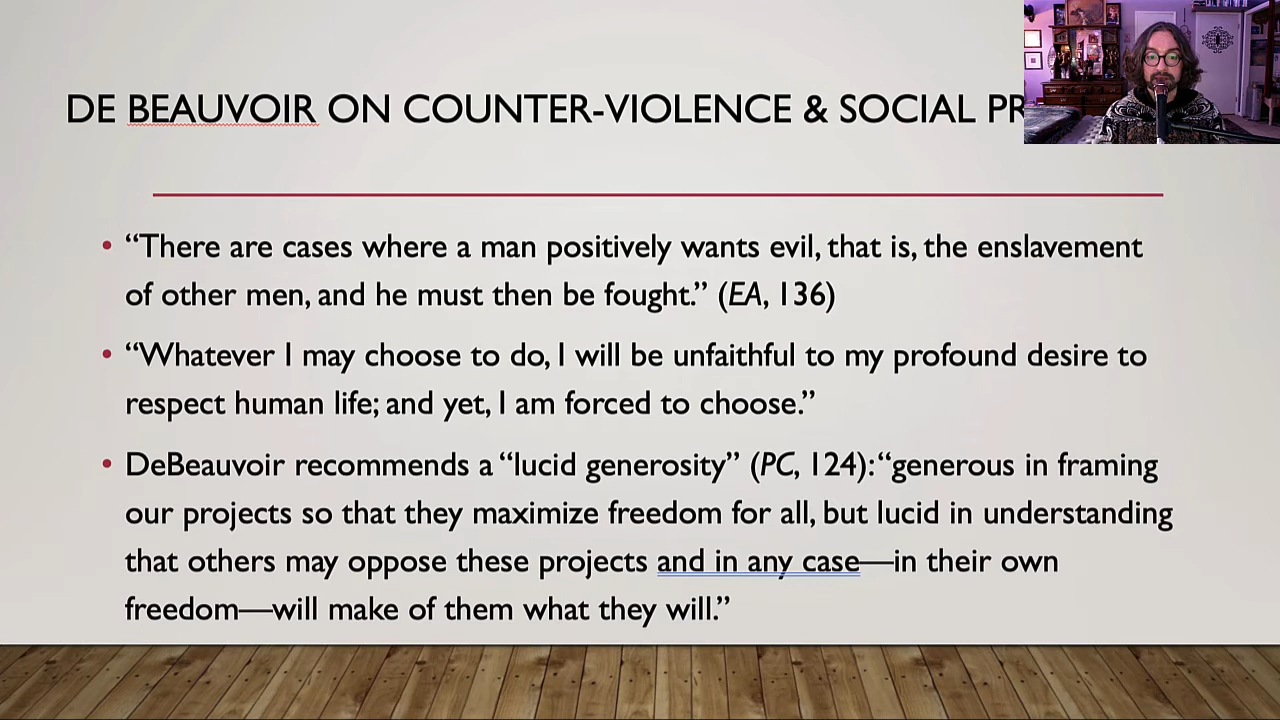 DE BEAUVOIR ON COUNTER-VIOLENCE & SOCIAL PR
• “There are cases where a man positively wants evil, that is, the enslavement
of other men, and he must then be fought.” (EA, 136)
• “Whatever I may choose to do, I will be unfaithful to my profound desire to
respect human life; and yet, I am forced to choose.”
• DeBeauvoir recommends a “lucid generosity” (PC, 124): “generous in framing
our projects so that they maximize freedom for all, but lucid in understanding
that others may oppose these projects and in any case—in their own
freedom—will make of them what they will.”